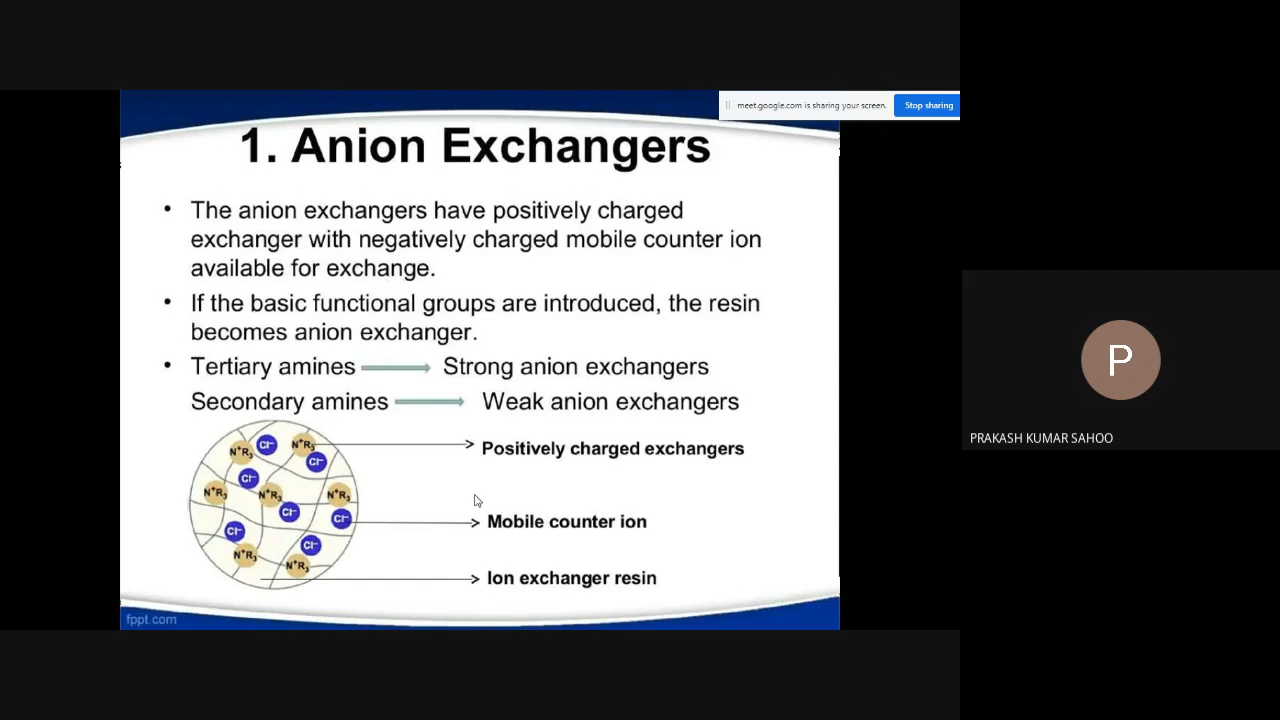 meet.google.com is sharing your screen.
Stop sharing
1. Anion Exchangers
• The anion exchangers have positively charged
exchanger with negatively charged mobile counter ion
available for exchange.
• If the basic functional groups are introduced, the resin
becomes anion exchanger.
• Tertiary amines → Strong anion exchangers
Secondary amines → Weak anion exchangers
N⁺R₃ Cl⁻ N⁺R₃
Cl⁻
Cl⁻
N⁺R₃ N⁺R₃ N⁺R₃
Cl⁻ Cl⁻
Cl⁻
Cl⁻
N⁺R₃
N⁺R₃
Positively charged exchangers
Mobile counter ion
Ion exchanger resin
fppt.com
P
PRAKASH KUMAR SAHOO